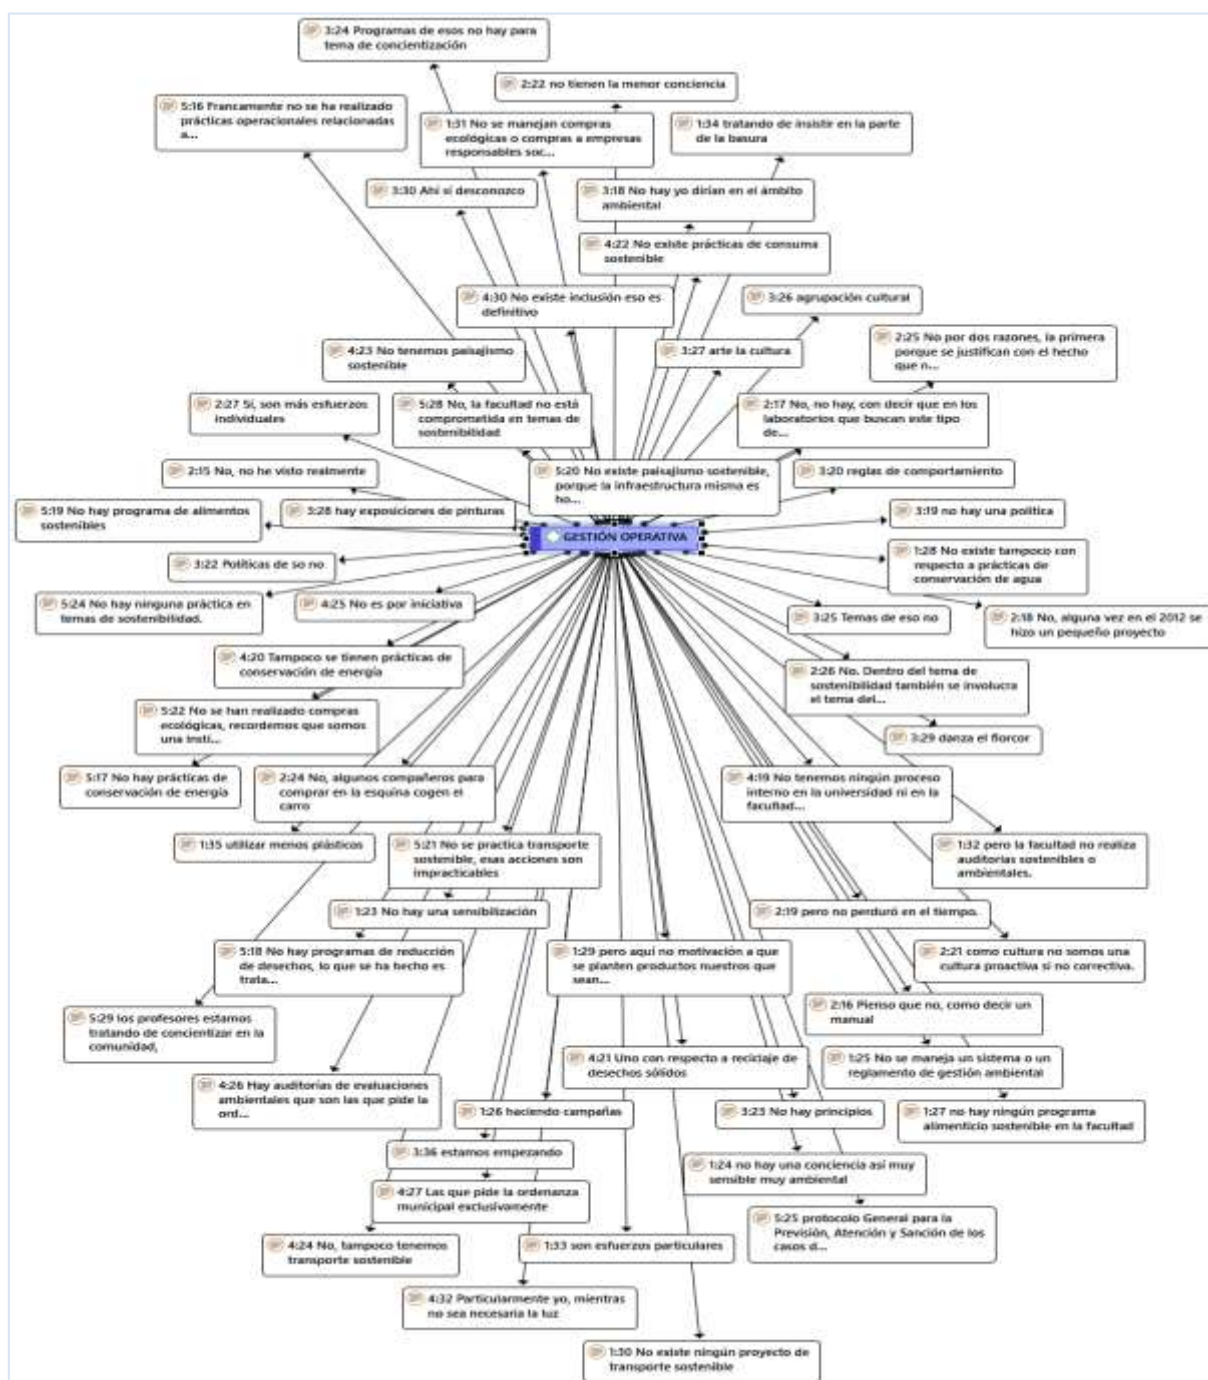 3:24 Programas de esos no hay para
tema de concientización
2:22 no tienen la menor conciencia
5:16 Francamente no se ha realizado
prácticas operacionales relacionadas
a...
1:31 No se manejan compras
ecológicas o compras a empresas
responsables soc...
1:34 tratando de insistir en la parte
de la basura
3:30 Ahí si desconozco
3:18 No hay yo dirían en el ámbito
ambiental
4:22 No existe prácticas de consuma
sostenible
4:30 No existe inclusión eso es
definitivo
3:26 agrupación cultural
4:23 No tenemos paisajismo
sostenible
3:27 arte la cultura
2:25 No por dos razones, la primera
porque se justifican con el hecho
que n...
2:27 Sí, son más esfuerzos
individuales
5:28 No, la facultad no está
comprometida en temas de
sostenibilidad
2:17 No, no hay, con decir que en los
laboratorios que buscan este tipo
de...
2:15 No, no he visto realmente
5:20 No existe paisajismo sostenible,
porque la infraestructura misma es
ho...
3:20 reglas de comportamiento
5:19 No hay programa de alimentos
sostenibles
3:28 hay exposiciones de pinturas
3:19 no hay una política
GESTIÓN OPERATIVA
3:22 Políticas de so no
1:28 No existe tampoco con
respecto a prácticas de
conservación de agua
5:24 No hay ninguna práctica en
temas de sostenibilidad.
4:25 No es por iniciativa
3:25 Temas de eso no
2:18 No, alguna vez en el 2012 se
hizo un pequeño proyecto
4:20 Tampoco se tienen prácticas de
conservación de energía
2:26 No. Dentro del tema de
sostenibilidad también se involucra
el tema del...
5:22 No se han realizado compras
ecológicas, recordemos que somos
una insti...
3:29 danza el florcor
5:17 No hay prácticas de
conservación de energía
2:24 No, algunos compañeros para
comprar en la esquina cogen el
carro
4:19 No tenemos ningún proceso
interno en la universidad ni en la
facultad...
1:35 utilizar menos plásticos
5:21 No se practica transporte
sostenible, esas acciones son
impracticables
1:32 pero la facultad no realiza
auditorias sostenibles o
ambientales.
1:23 No hay una sensibilización
2:19 pero no perduró en el tiempo.
5:18 No hay programas de reducción
de desechos, lo que se ha hecho es
trata...
1:29 pero aquí no motivación a que
se planten productos nuestros que
sean...
2:21 como cultura no somos una
cultura proactiva si no correctiva.
5:29 los profesores estamos
tratando de concientizar en la
comunidad,
2:16 Pienso que no, como decir un
manual
4:21 Uno con respecto a reciclaje de
desechos sólidos
1:25 No se maneja un sistema o un
reglamento de gestión ambiental
4:26 Hay auditorías de evaluaciones
ambientales que son las que pide la
ord...
1:26 haciendo campañas
3:23 No hay principios
1:27 no hay ningún programa
alimenticio sostenible en la facultad
3:36 estamos empezando
1:24 no hay una conciencia así muy
sensible muy ambiental
4:27 Las que pide la ordenanza
municipal exclusivamente
5:25 protocolo General para la
Previsión, Atención y Sanción de los
casos d...
4:24 No, tampoco tenemos
transporte sostenible
1:33 son esfuerzos particulares
4:32 Particularmente yo, mientras
no sea necesaria la luz
1:30 No existe ningún proyecto de
transporte sostenible